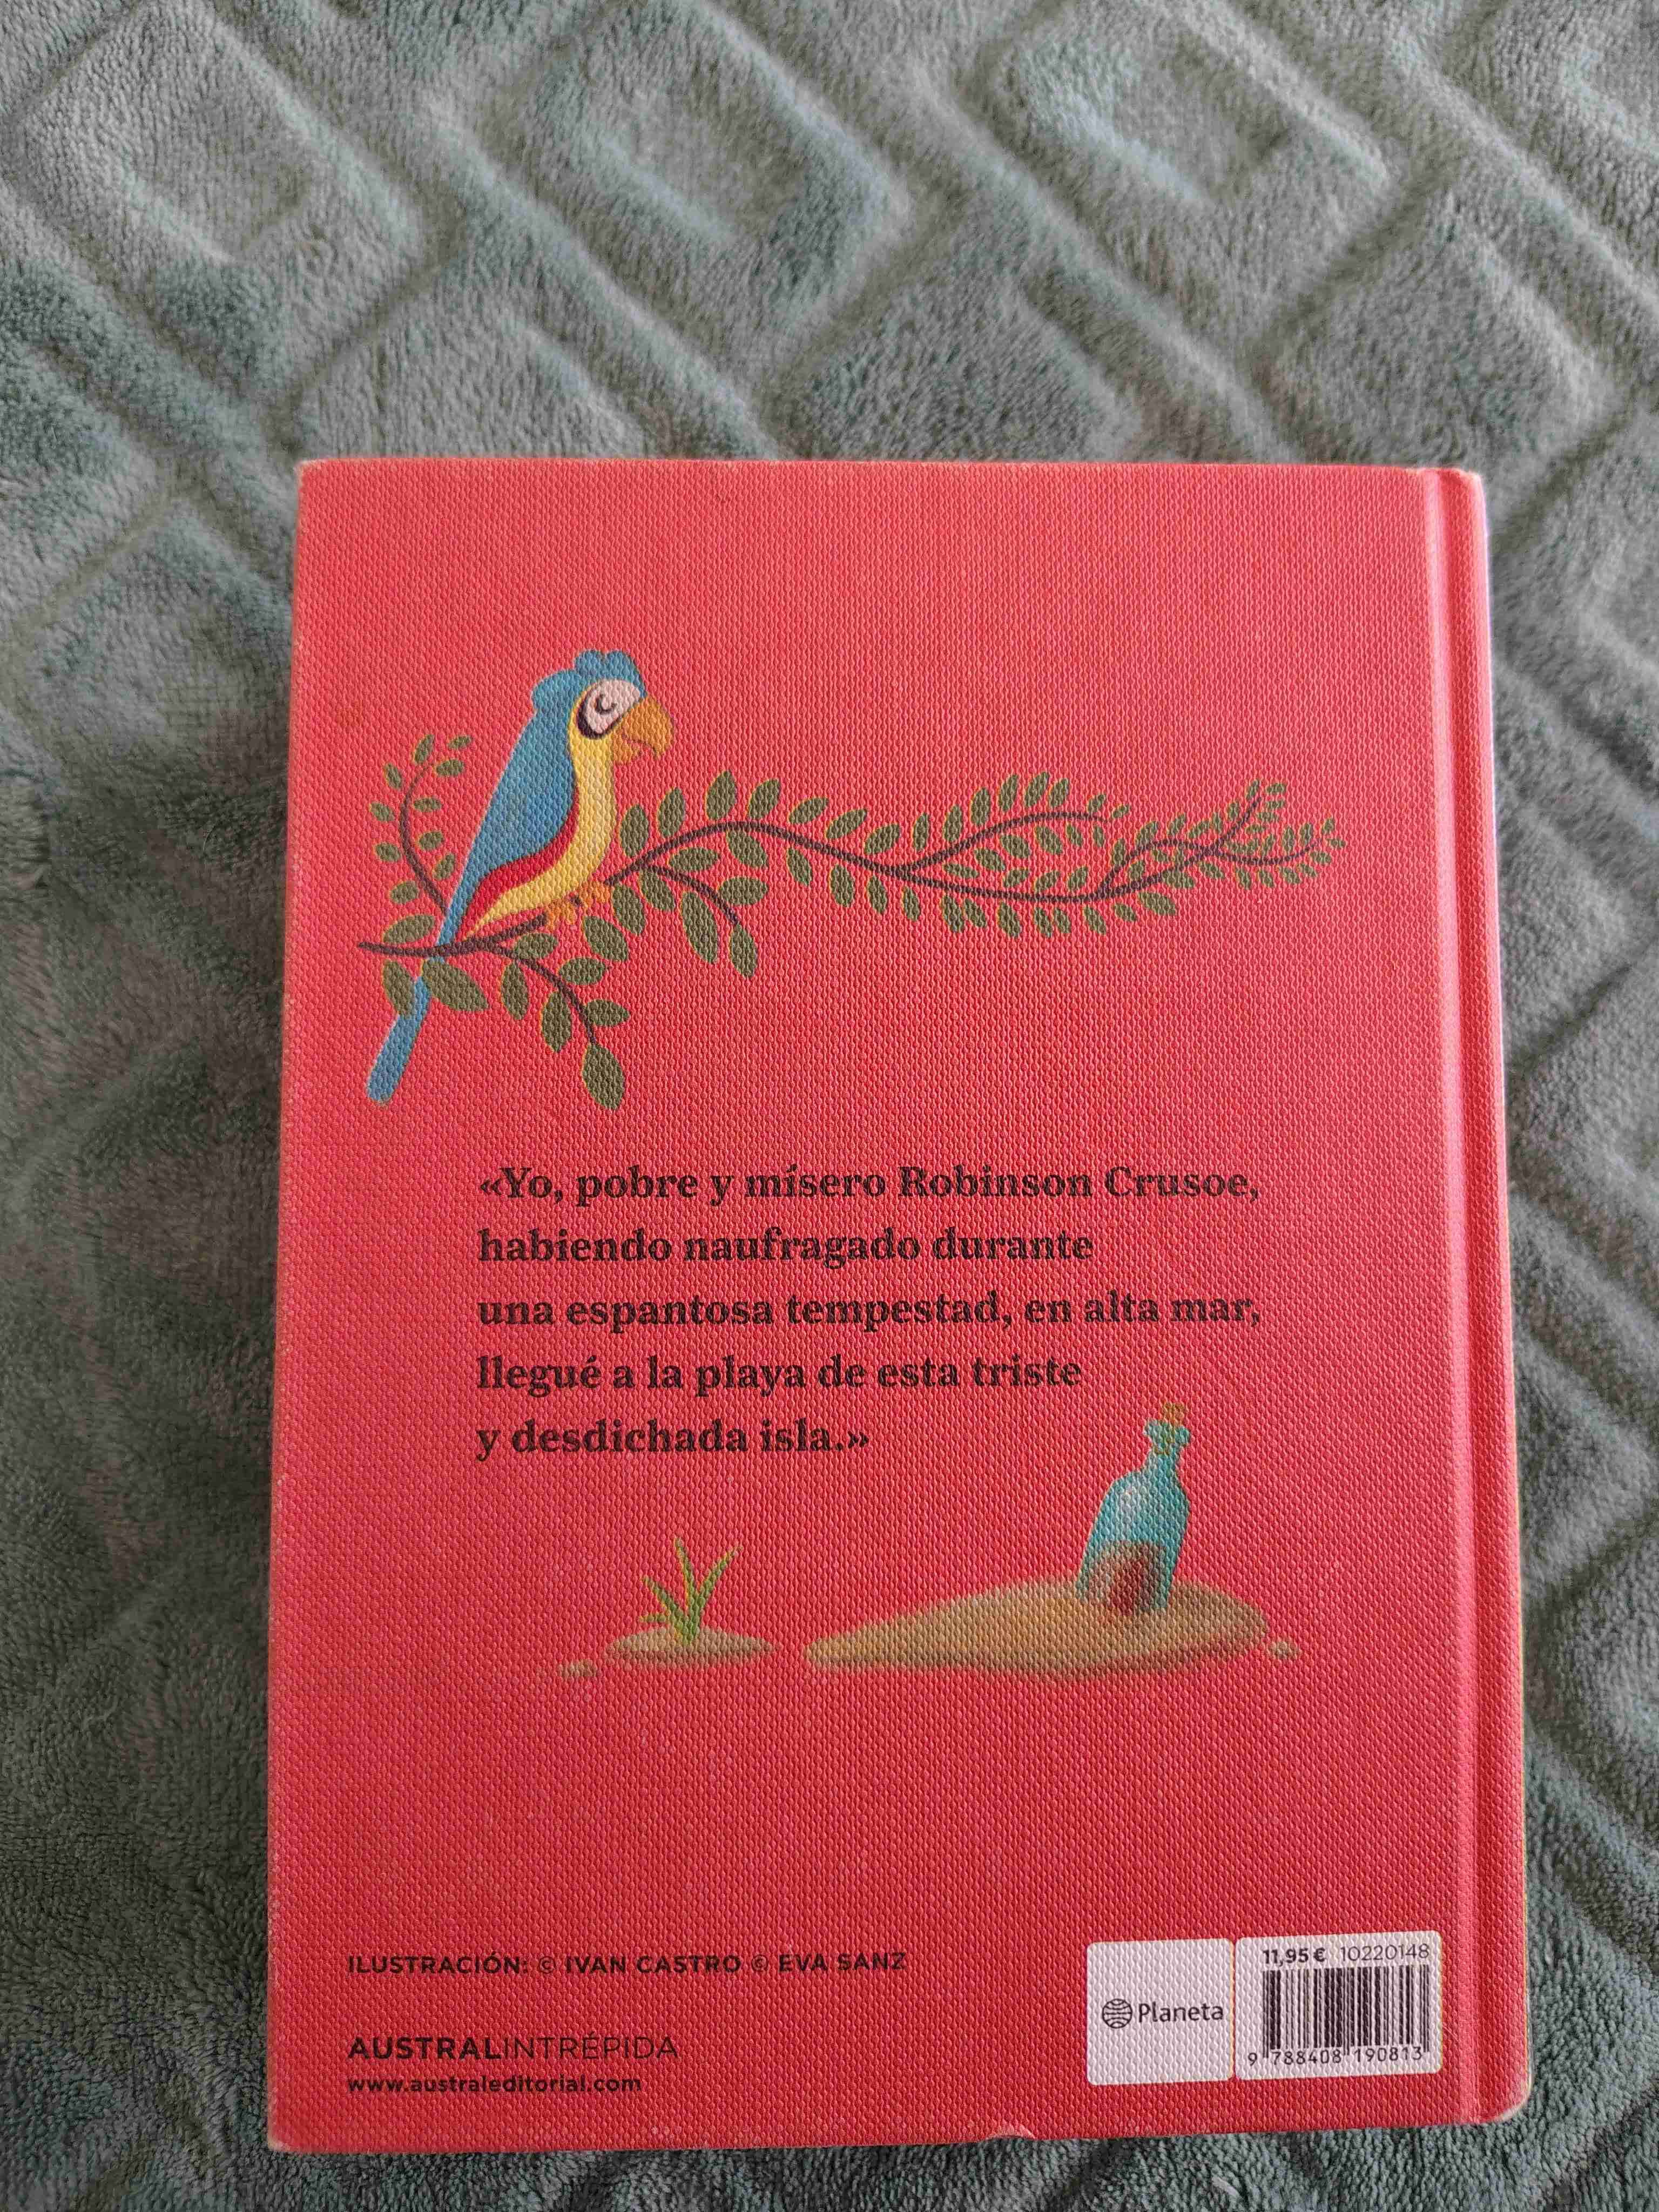 «Yo, pobre y mísero Robinson Crusoe,
habiendo naufragado durante
una espantosa tempestad, en alta mar,
llegué a la playa de esta triste
y desdichada isla.»
ILUSTRACIÓN: © IVAN CASTRO © EVA SANZ
AUSTRALINTRÉPIDA
www.australeditorial.com
Planeta
11,95 € 10220148
9 788408 190813